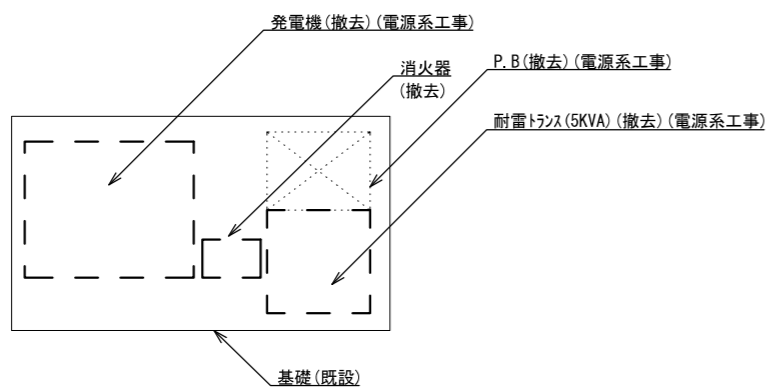 発電機(撤去)(電源系工事)
消火器
(撤去)
P.B(撤去)(電源系工事)
耐雷ﾄﾗﾝｽ(5KVA)(撤去)(電源系工事)
基礎(既設)